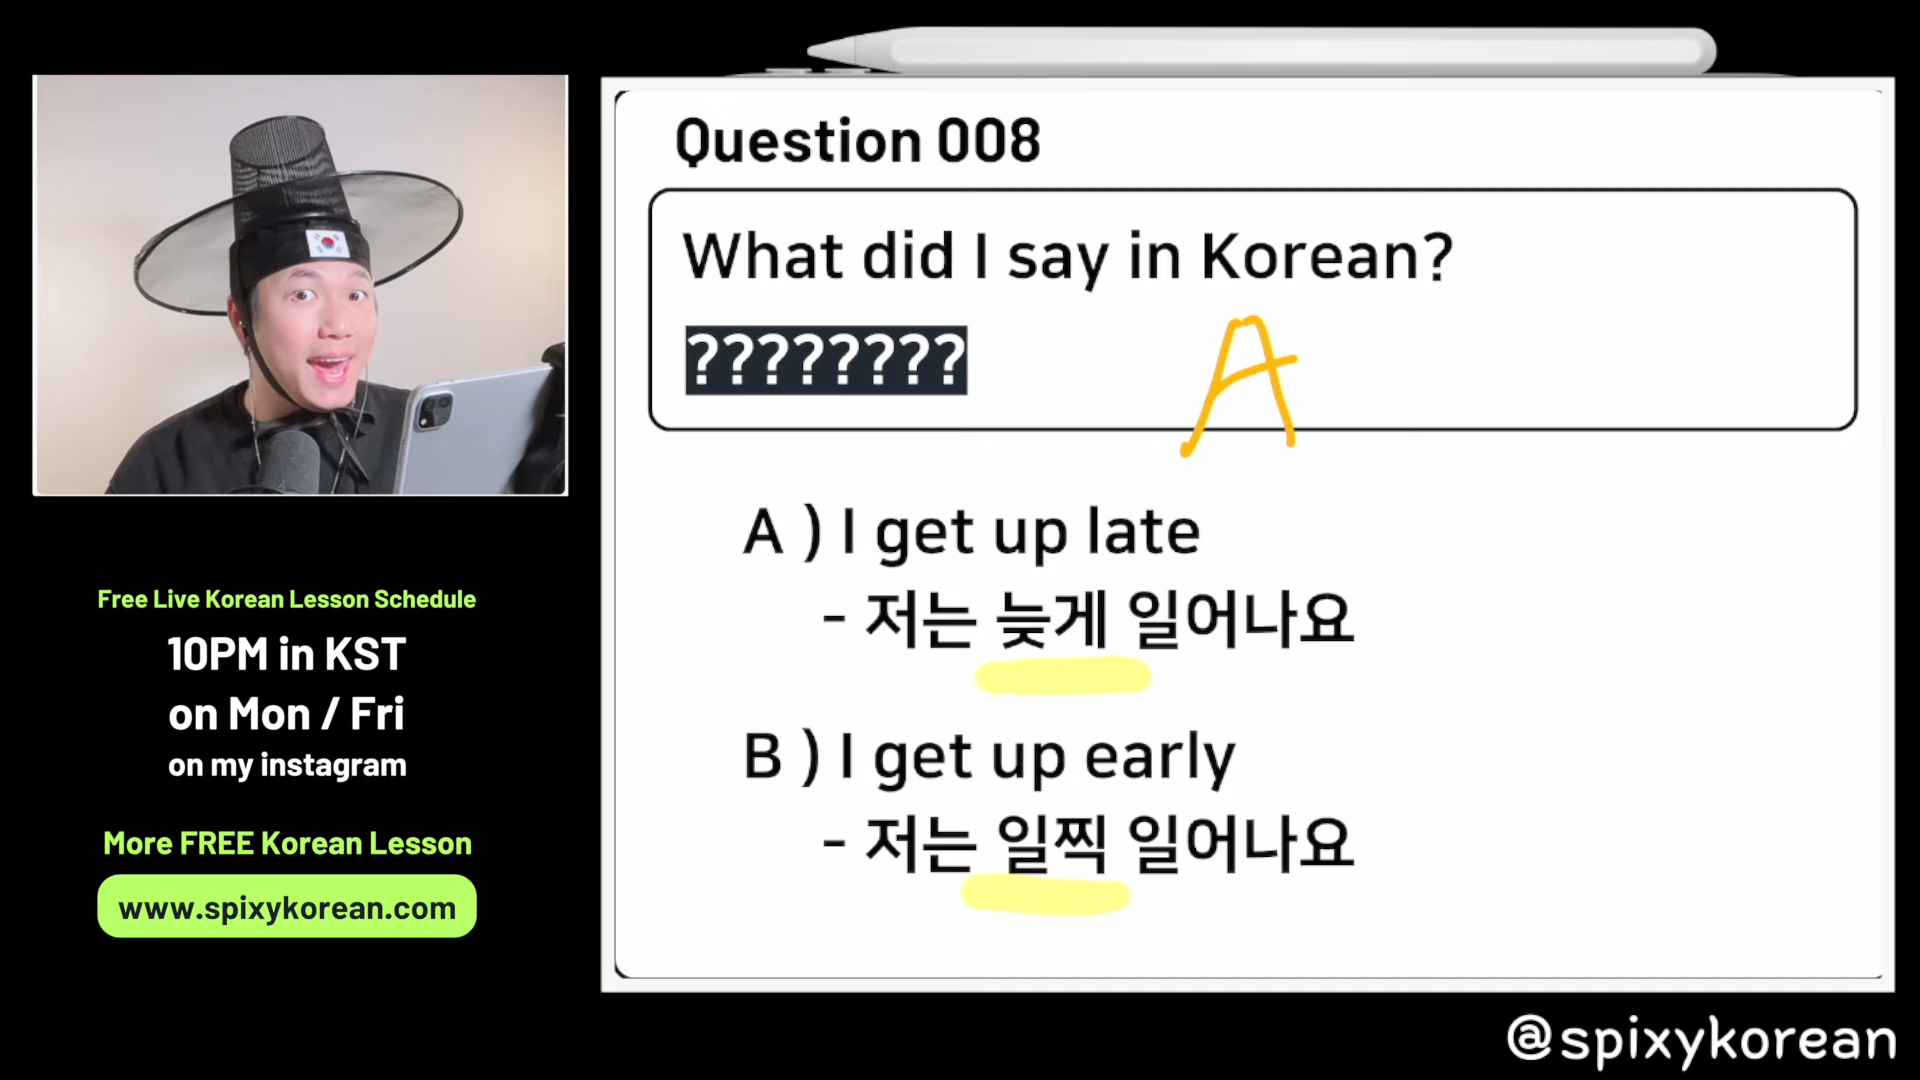 Question 008
What did I say in Korean?
????????
A
A ) I get up late
- 저는 늦게 일어나요
B ) I get up early
- 저는 일찍 일어나요
Free Live Korean Lesson Schedule
10PM in KST
on Mon / Fri
on my instagram
More FREE Korean Lesson
www.spixykorean.com
@spixykorean